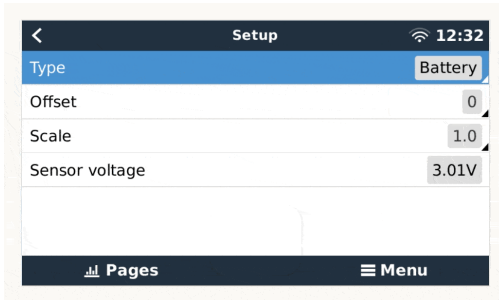 Setup 12:32
Type Battery
Offset 0
Scale 1.0
Sensor voltage 3.01V
Pages Menu